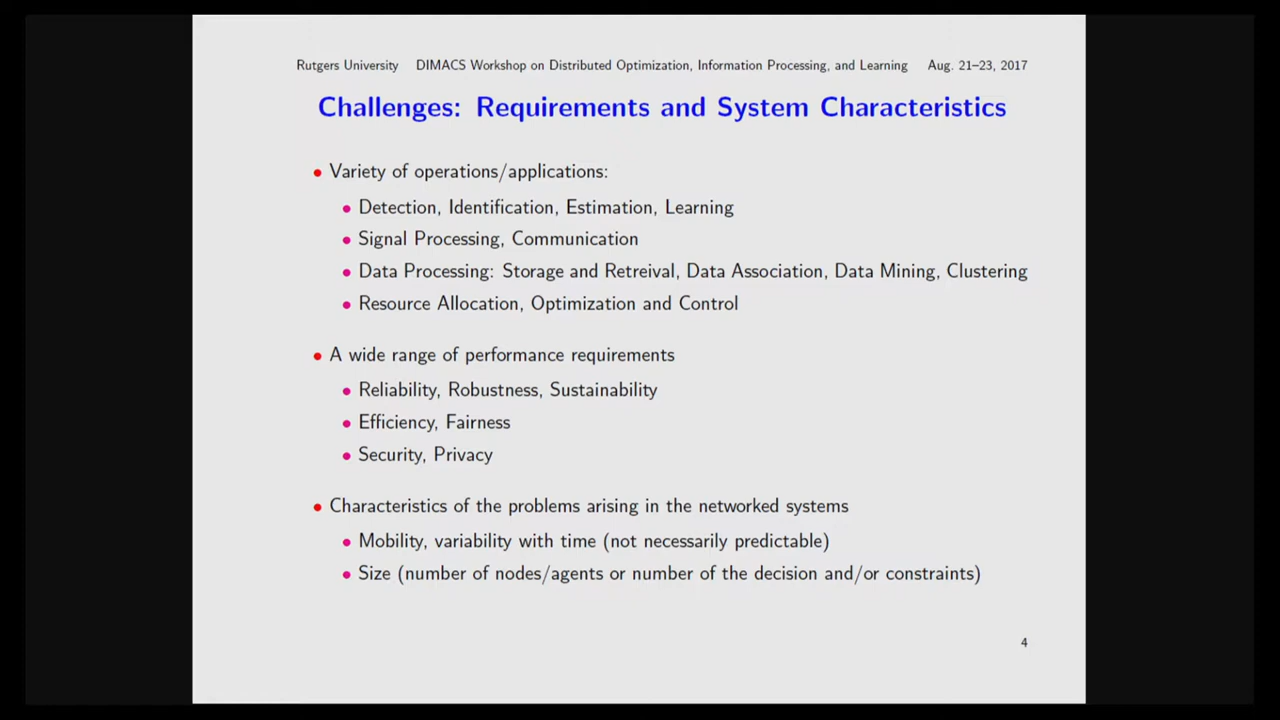 Rutgers University DIMACS Workshop on Distributed Optimization, Information Processing, and Learning Aug. 21–23, 2017
Challenges: Requirements and System Characteristics
• Variety of operations/applications:
• Detection, Identification, Estimation, Learning
• Signal Processing, Communication
• Data Processing: Storage and Retreival, Data Association, Data Mining, Clustering
• Resource Allocation, Optimization and Control
• A wide range of performance requirements
• Reliability, Robustness, Sustainability
• Efficiency, Fairness
• Security, Privacy
• Characteristics of the problems arising in the networked systems
• Mobility, variability with time (not necessarily predictable)
• Size (number of nodes/agents or number of the decision and/or constraints)
4